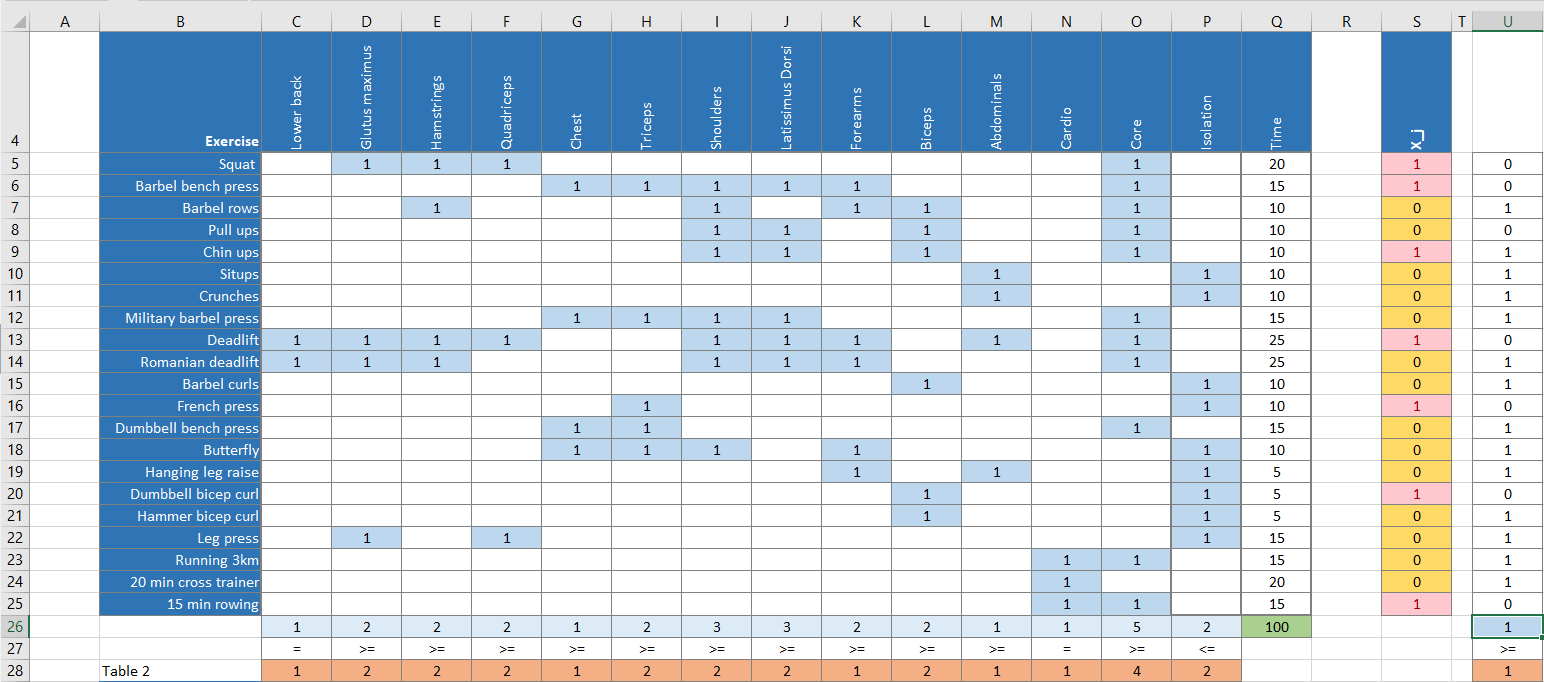 A B C D E F G H I J K L M N O P Q R S T U
4 Exercise Lower back Glutus maximus Hamstrings Quadriceps Chest Triceps Shoulders Latissimus Dorsi Forearms Biceps Abdominals Cardio Core Isolation Time x_j
5 Squat 1 1 1 1 20 1 0
6 Barbel bench press 1 1 1 1 1 1 15 1 0
7 Barbel rows 1 1 1 1 1 10 0 1
8 Pull ups 1 1 1 1 10 0 0
9 Chin ups 1 1 1 1 10 1 1
10 Situps 1 1 10 0 1
11 Crunches 1 1 10 0 1
12 Military barbel press 1 1 1 1 1 15 0 1
13 Deadlift 1 1 1 1 1 1 1 1 1 25 1 0
14 Romanian deadlift 1 1 1 1 1 1 1 25 0 1
15 Barbel curls 1 1 10 0 1
16 French press 1 1 10 1 0
17 Dumbbell bench press 1 1 1 15 0 1
18 Butterfly 1 1 1 1 1 10 0 1
19 Hanging leg raise 1 1 1 5 0 1
20 Dumbbell bicep curl 1 1 5 1 0
21 Hammer bicep curl 1 1 5 0 1
22 Leg press 1 1 1 15 0 1
23 Running 3km 1 1 15 0 1
24 20 min cross trainer 1 20 0 1
25 15 min rowing 1 1 15 1 0
26 1 2 2 2 1 2 3 3 2 2 1 1 5 2 100 1
27 = >= >= >= >= >= >= >= >= >= >= = >= <= >=
28 Table 2 1 2 2 2 1 2 2 2 1 2 1 1 4 2 1